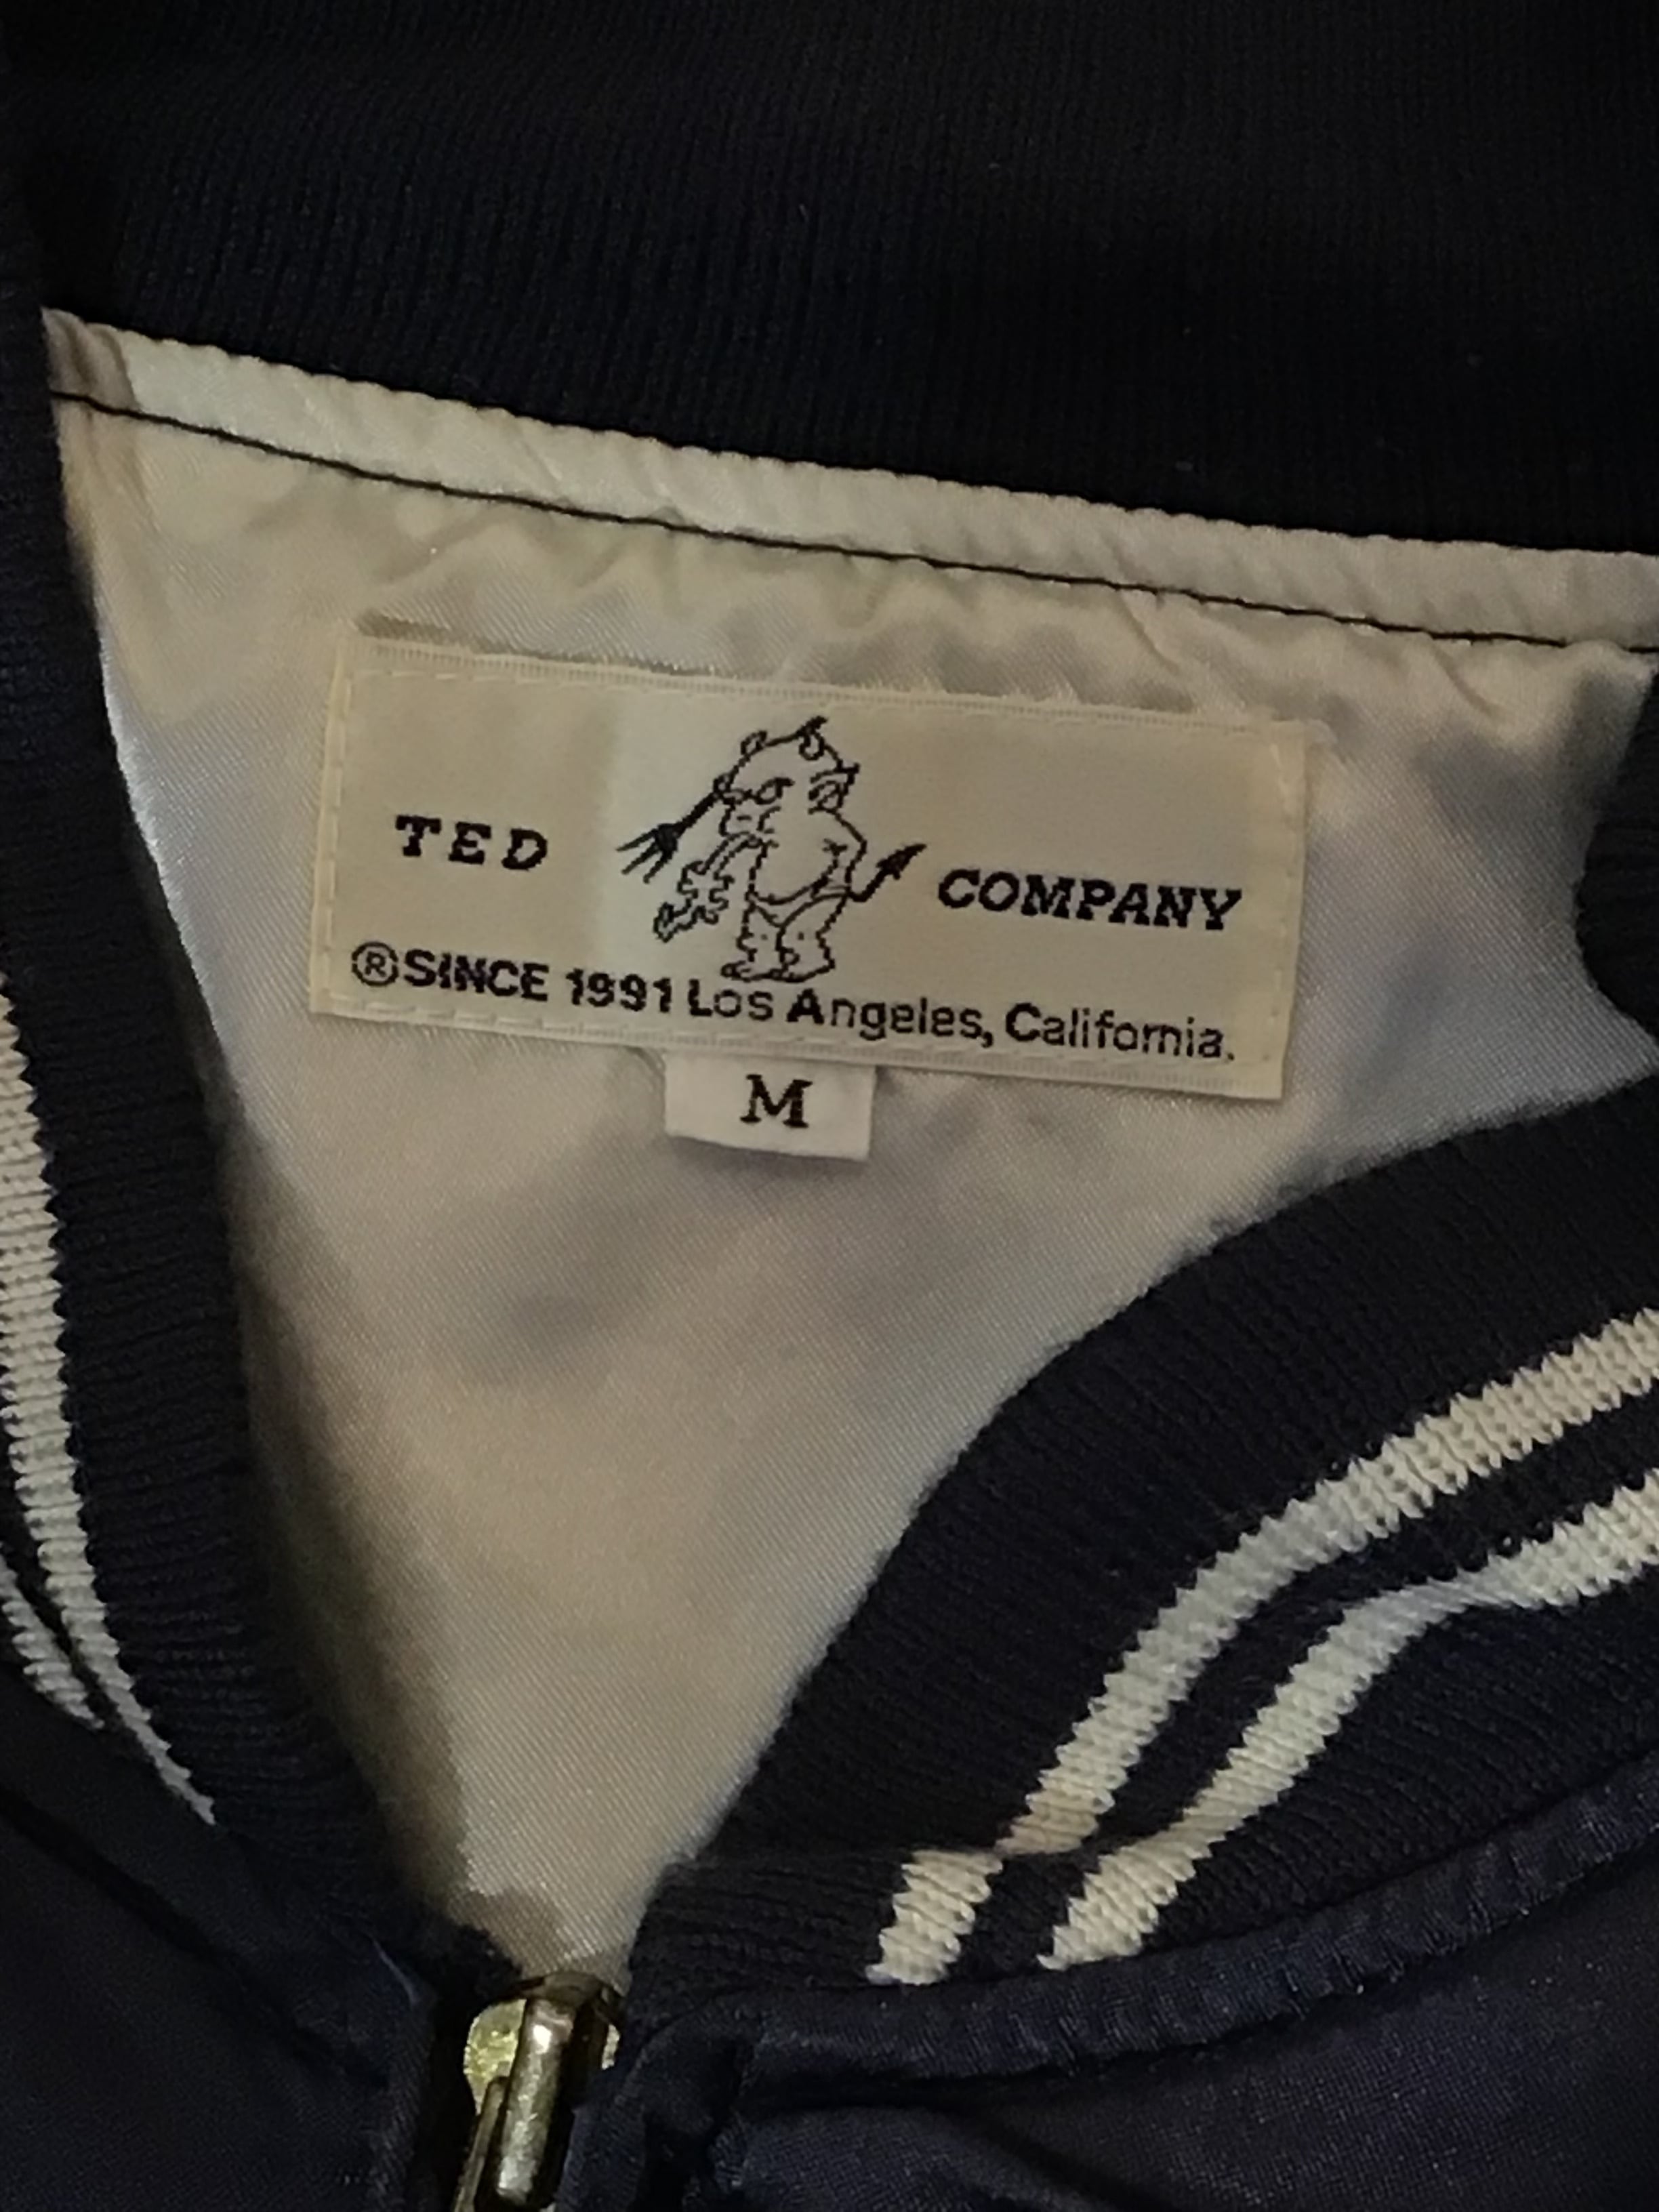 TED COMPANY
®SINCE 1991 Los Angeles, California.
M